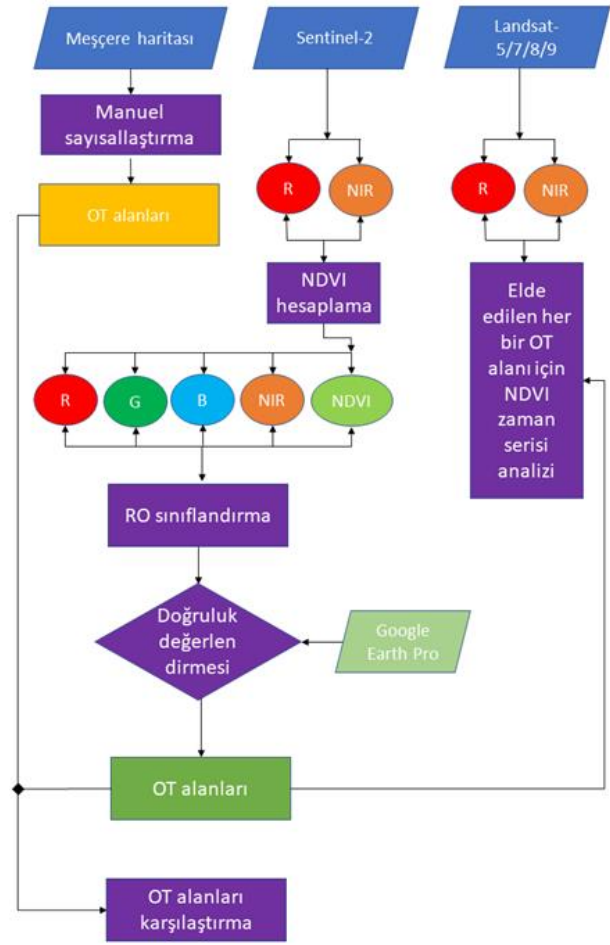 Meşçere haritası
Sentinel-2
Landsat-
5/7/8/9
Manuel
sayısallaştırma
OT alanları
R
NIR
R
NIR
NDVI
hesaplama
Elde
edilen her
bir OT
alanı için
NDVI
zaman
serisi
analizi
R
G
B
NIR
NDVI
RO sınıflandırma
Doğruluk
değerlen
dirmesi
Google
Earth Pro
OT alanları
OT alanları
karşılaştırma